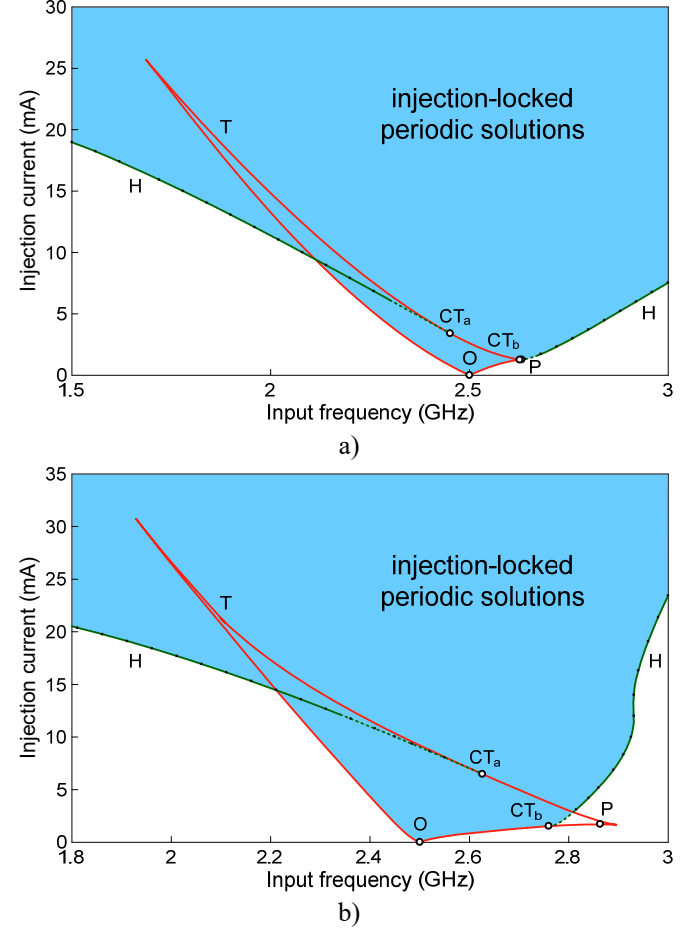 30
25
20
15
10
5
0
Injection current (mA)
injection-locked
periodic solutions
T
H
CTa
CTb
O
P
H
1.5
2
2.5
3
Input frequency (GHz)
a)
35
30
25
20
15
10
5
0
Injection current (mA)
injection-locked
periodic solutions
T
H
H
CTa
CTb
P
O
1.8
2
2.2
2.4
2.6
2.8
3
Input frequency (GHz)
b)